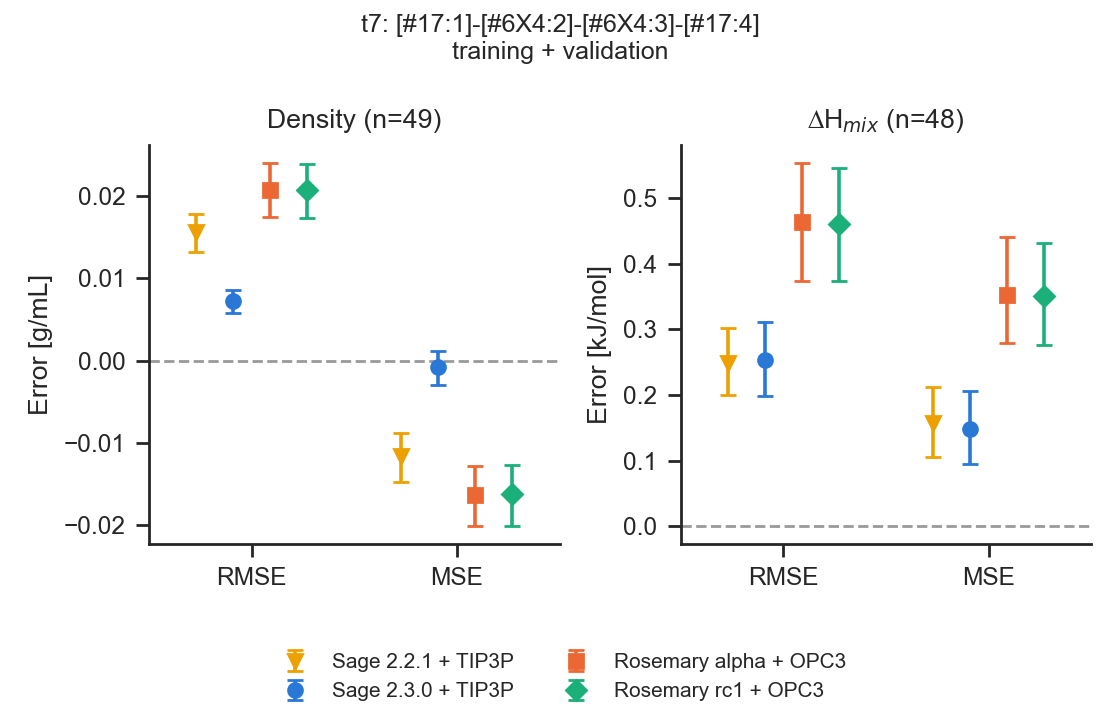 t7: [#17:1]-[#6X4:2]-[#6X4:3]-[#17:4]
training + validation
Density (n=49)
ΔH_mix (n=48)
Error [g/mL]
0.02
0.01
0.00
−0.01
−0.02
RMSE
MSE
Error [kJ/mol]
0.5
0.4
0.3
0.2
0.1
0.0
RMSE
MSE
Sage 2.2.1 + TIP3P
Sage 2.3.0 + TIP3P
Rosemary alpha + OPC3
Rosemary rc1 + OPC3